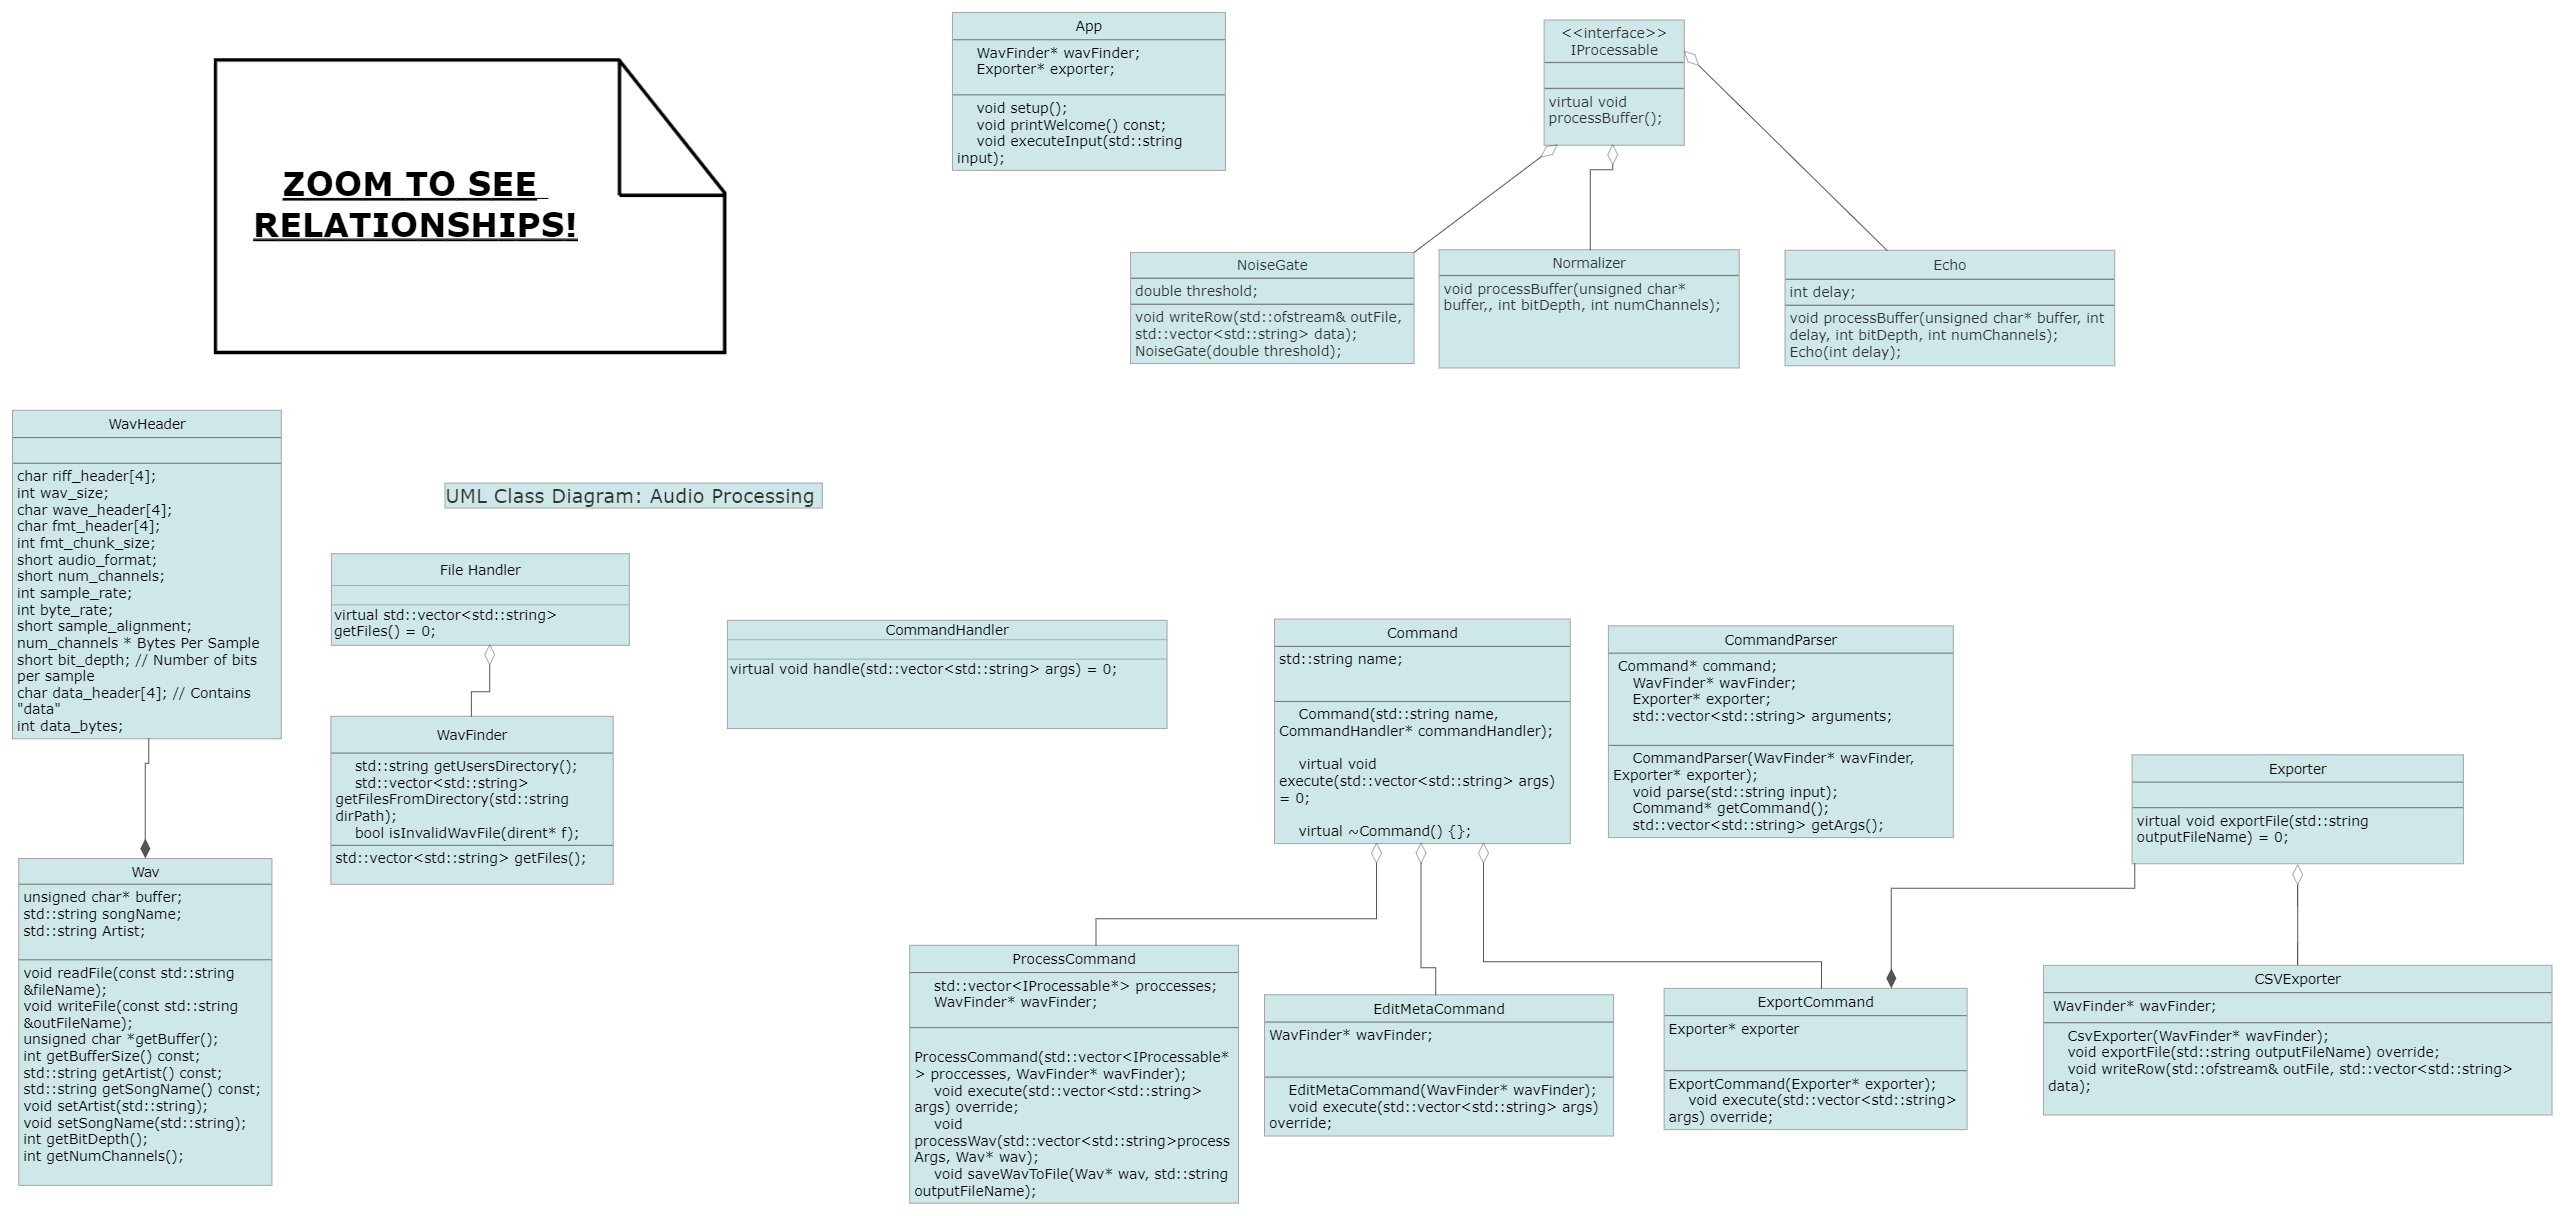 App
WavFinder* wavFinder;
Exporter* exporter;
void setup();
void printWelcome() const;
void executeInput(std::string
input);
<<interface>>
IProcessable
virtual void
processBuffer();
ZOOM TO SEE
RELATIONSHIPS!
NoiseGate
double threshold;
void writeRow(std::ofstream& outFile,
std::vector<std::string> data);
NoiseGate(double threshold);
Normalizer
void processBuffer(unsigned char*
buffer,, int bitDepth, int numChannels);
Echo
int delay;
void processBuffer(unsigned char* buffer, int
delay, int bitDepth, int numChannels);
Echo(int delay);
WavHeader
char riff_header[4];
int wav_size;
char wave_header[4];
char fmt_header[4];
int fmt_chunk_size;
short audio_format;
short num_channels;
int sample_rate;
int byte_rate;
short sample_alignment;
num_channels * Bytes Per Sample
short bit_depth; // Number of bits
per sample
char data_header[4]; // Contains
"data"
int data_bytes;
UML Class Diagram: Audio Processing
File Handler
virtual std::vector<std::string>
getFiles() = 0;
WavFinder
std::string getUsersDirectory();
std::vector<std::string>
getFilesFromDirectory(std::string
dirPath);
bool isInvalidWavFile(dirent* f);
std::vector<std::string> getFiles();
CommandHandler
virtual void handle(std::vector<std::string> args) = 0;
Command
std::string name;
Command(std::string name,
CommandHandler* commandHandler);
virtual void
execute(std::vector<std::string> args)
= 0;
virtual ~Command() {};
CommandParser
Command* command;
WavFinder* wavFinder;
Exporter* exporter;
std::vector<std::string> arguments;
CommandParser(WavFinder* wavFinder,
Exporter* exporter);
void parse(std::string input);
Command* getCommand();
std::vector<std::string> getArgs();
Exporter
virtual void exportFile(std::string
outputFileName) = 0;
Wav
unsigned char* buffer;
std::string songName;
std::string Artist;
void readFile(const std::string
&fileName);
void writeFile(const std::string
&outFileName);
unsigned char *getBuffer();
int getBufferSize() const;
std::string getArtist() const;
std::string getSongName() const;
void setArtist(std::string);
void setSongName(std::string);
int getBitDepth();
int getNumChannels();
ProcessCommand
std::vector<IProcessable*> proccesses;
WavFinder* wavFinder;
ProcessCommand(std::vector<IProcessable*
> proccesses, WavFinder* wavFinder);
void execute(std::vector<std::string>
args) override;
void
processWav(std::vector<std::string>process
Args, Wav* wav);
void saveWavToFile(Wav* wav, std::string
outputFileName);
EditMetaCommand
WavFinder* wavFinder;
EditMetaCommand(WavFinder* wavFinder);
void execute(std::vector<std::string> args)
override;
ExportCommand
Exporter* exporter
ExportCommand(Exporter* exporter);
void execute(std::vector<std::string>
args) override;
CSVExporter
WavFinder* wavFinder;
CsvExporter(WavFinder* wavFinder);
void exportFile(std::string outputFileName) override;
void writeRow(std::ofstream& outFile, std::vector<std::string>
data);